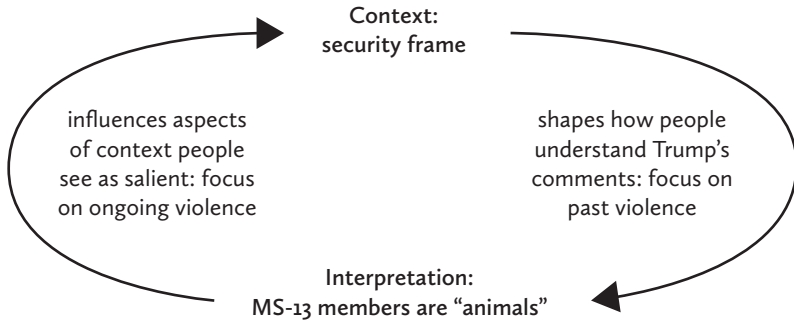 Context:
security frame
influences aspects
of context people
see as salient: focus
on ongoing violence
shapes how people
understand Trump’s
comments: focus on
past violence
Interpretation:
MS-13 members are “animals”